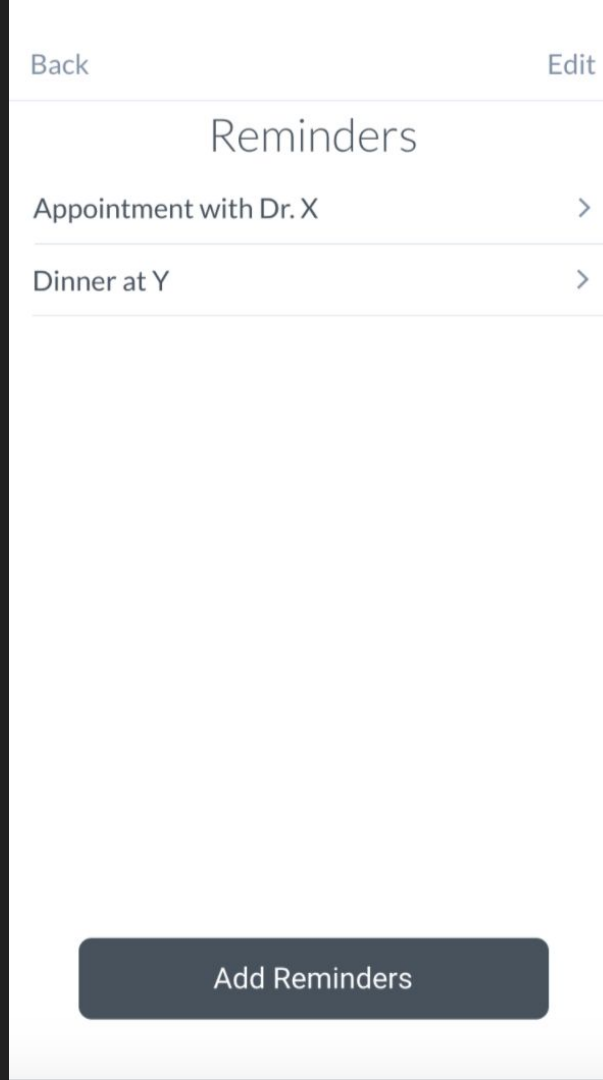 Back Edit
Reminders
Appointment with Dr. X
Dinner at Y
Add Reminders